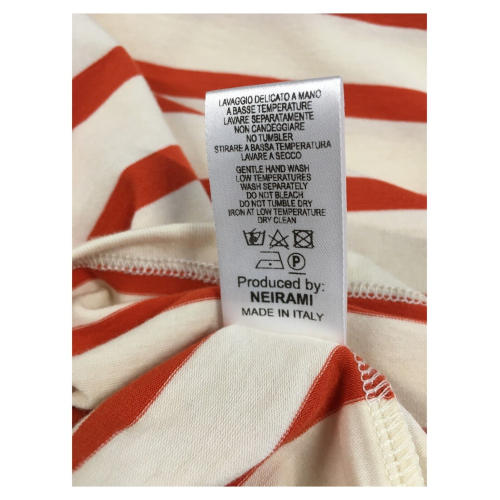 LAVAGGIO DELICATO A MANO
A BASSE TEMPERATURE
LAVARE SEPARATAMENTE
NON CANDEGGIARE
NO TUMBLER
STIRARE A BASSA TEMPERATURA
LAVARE A SECCO
GENTLE HAND WASH
LOW TEMPERATURES
WASH SEPARATELY
DO NOT BLEACH
DO NOT TUMBLE DRY
IRON AT LOW TEMPERATURE
DRY CLEAN
P
Produced by:
NEIRAMI
MADE IN ITALY